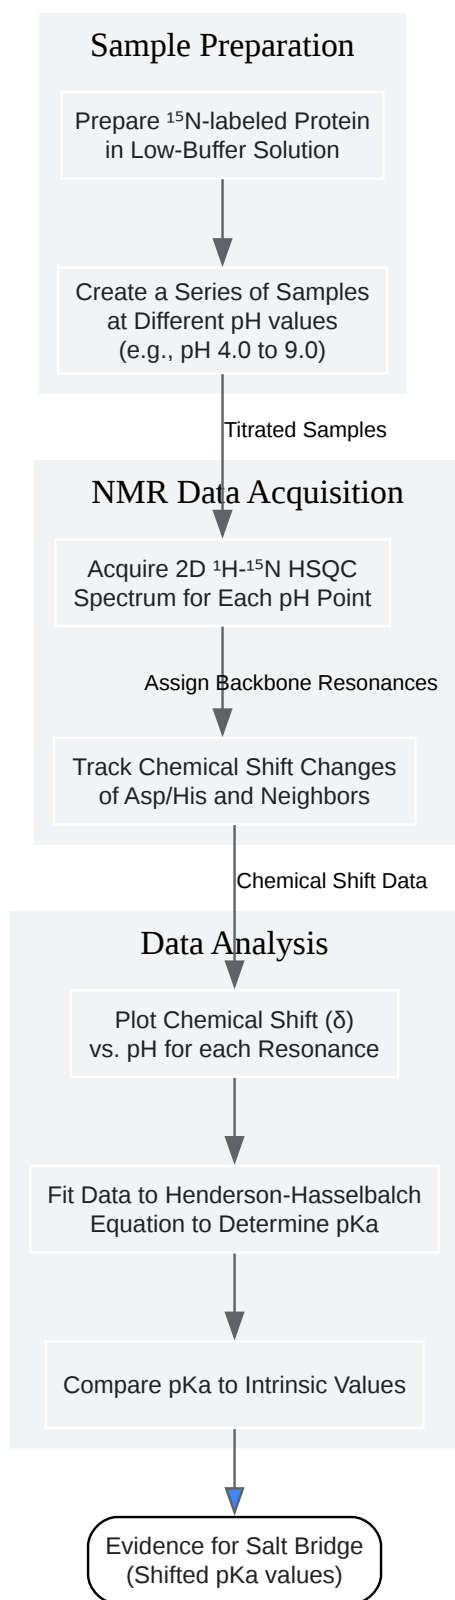 Sample Preparation
Prepare ¹⁵N-labeled Protein
in Low-Buffer Solution
Create a Series of Samples
at Different pH values
(e.g., pH 4.0 to 9.0)
Titrated Samples
NMR Data Acquisition
Acquire 2D ¹H-¹⁵N HSQC
Spectrum for Each pH Point
Assign Backbone Resonances
Track Chemical Shift Changes
of Asp/His and Neighbors
Chemical Shift Data
Data Analysis
Plot Chemical Shift (δ)
vs. pH for each Resonance
Fit Data to Henderson-Hasselbalch
Equation to Determine pKa
Compare pKa to Intrinsic Values
Evidence for Salt Bridge
(Shifted pKa values)